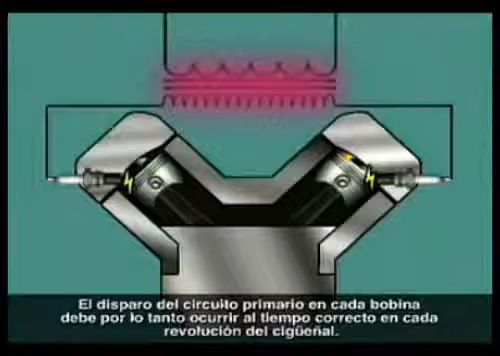 El disparo del circuito primario en cada bobina
debe por lo tanto ocurrir al tiempo correcto en cada
revolución del cigüeñal.